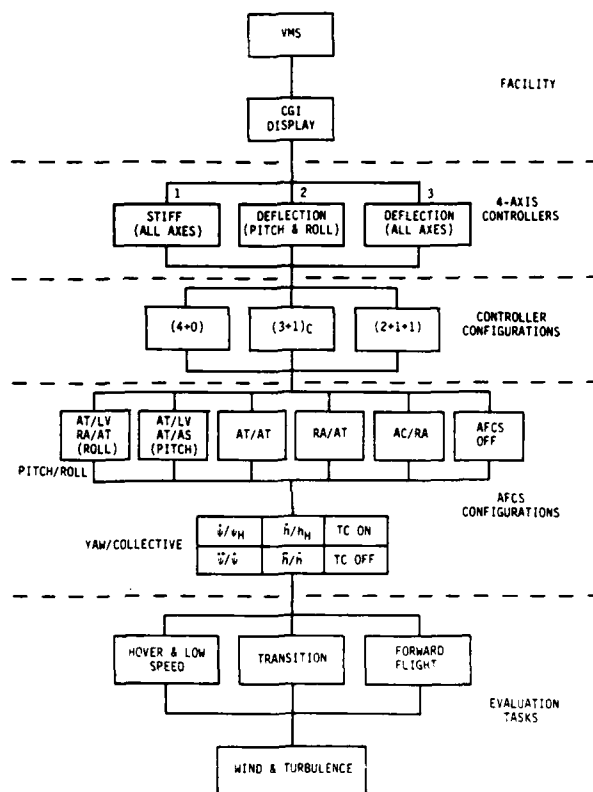 VMS
FACILITY
CGI
DISPLAY
1
2
3
STIFF
(ALL AXES)
DEFLECTION
(PITCH & ROLL)
DEFLECTION
(ALL AXES)
4-AXIS
CONTROLLERS
(4+0)
(3+1)C
(2+1+1)
CONTROLLER
CONFIGURATIONS
AT/LV
RA/AT
(ROLL)
AT/LV
AT/AS
(PITCH)
AT/AT
RA/AT
AC/RA
AFCS
OFF
PITCH/ROLL
AFCS
CONFIGURATIONS
YAW/COLLECTIVE
ψ̇/ψH
ḣ/hH
TC ON
ψ̈/ψ̇
ḧ/ḣ
TC OFF
HOVER & LOW
SPEED
TRANSITION
FORWARD
FLIGHT
EVALUATION
TASKS
WIND & TURBULENCE